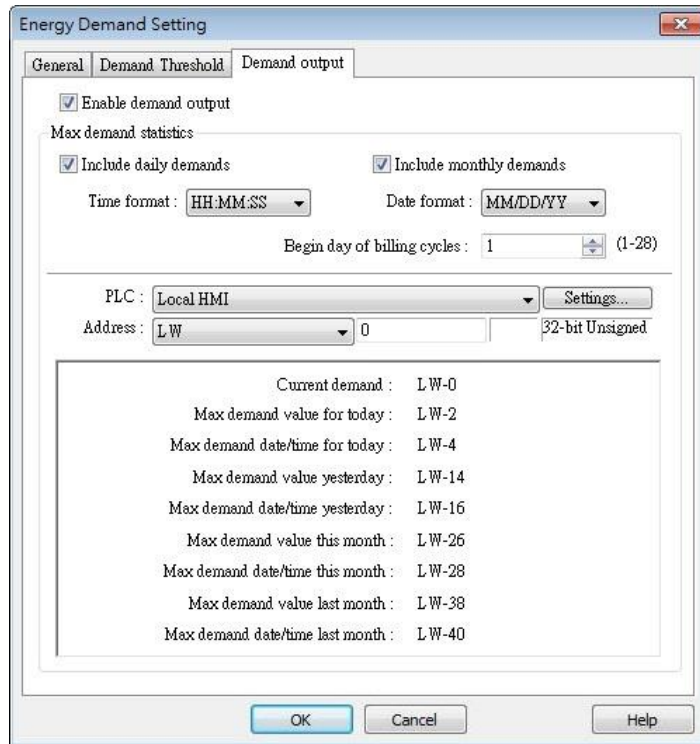 Energy Demand Setting
General Demand Threshold Demand output
Enable demand output
Max demand statistics
Include daily demands Include monthly demands
Time format : HH:MM:SS Date format : MM/DD/YY
Begin day of billing cycles : 1 (1-28)
PLC : Local HMI Settings...
Address : LW 0 32-bit Unsigned
Current demand : LW-0
Max demand value for today : LW-2
Max demand date/time for today : LW-4
Max demand value yesterday : LW-14
Max demand date/time yesterday : LW-16
Max demand value this month : LW-26
Max demand date/time this month : LW-28
Max demand value last month : LW-38
Max demand date/time last month : LW-40
OK Cancel Help